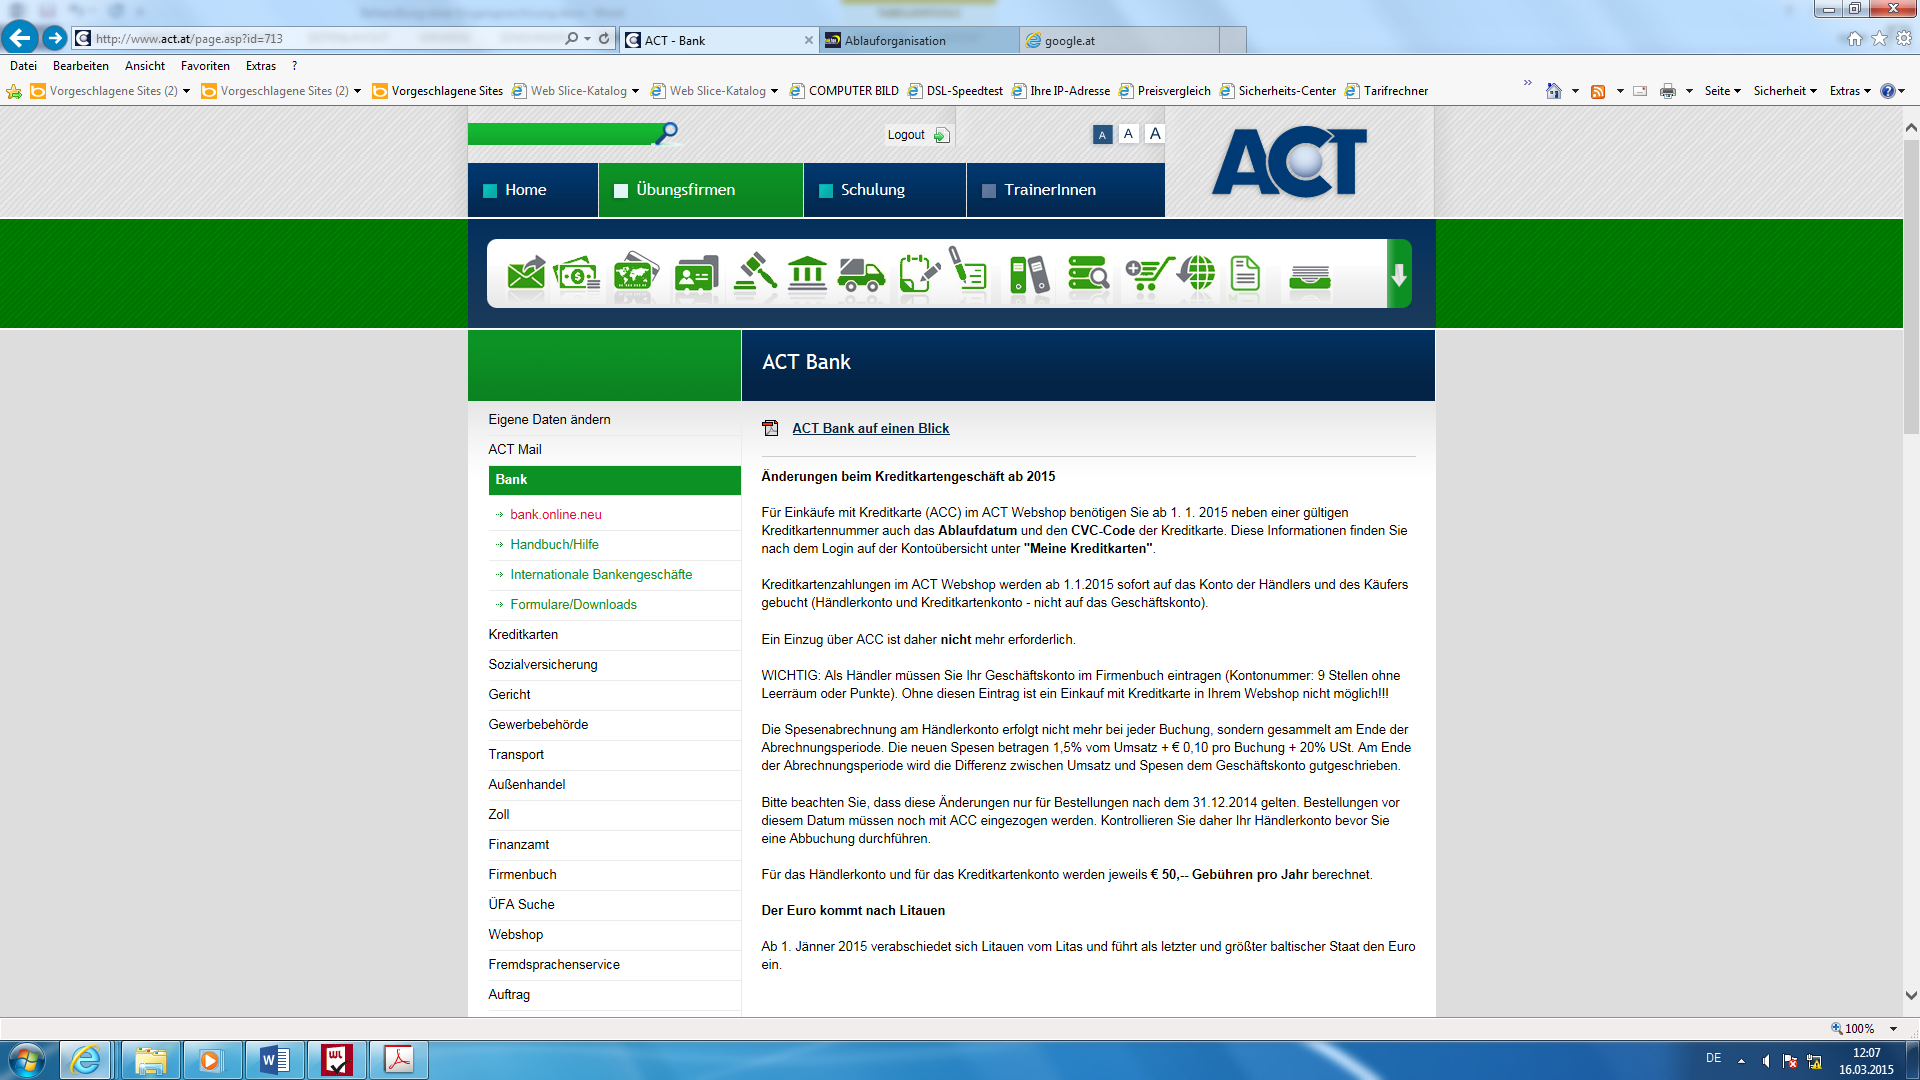 http://www.act.at/page.asp?id=713
ACT - Bank
Ablauforganisation
google.at
Datei Bearbeiten Ansicht Favoriten Extras ?
Vorgeschlagene Sites (2) Vorgeschlagene Sites (2) Vorgeschlagene Sites Web Slice-Katalog Web Slice-Katalog COMPUTER BILD DSL-Speedtest Ihre IP-Adresse Preisvergleich Sicherheits-Center Tarifrechner » Seite Sicherheit Extras
Logout A A A
ACT
Home Übungsfirmen Schulung TrainerInnen
ACT Bank
Eigene Daten ändern
ACT Mail
Bank
bank.online.neu
Handbuch/Hilfe
Internationale Bankengeschäfte
Formulare/Downloads
Kreditkarten
Sozialversicherung
Gericht
Gewerbebehörde
Transport
Außenhandel
Zoll
Finanzamt
Firmenbuch
ÜFA Suche
Webshop
Fremdsprachenservice
Auftrag
ACT Bank auf einen Blick
Änderungen beim Kreditkartengeschäft ab 2015
Für Einkäufe mit Kreditkarte (ACC) im ACT Webshop benötigen Sie ab 1. 1. 2015 neben einer gültigen
Kreditkartennummer auch das Ablaufdatum und den CVC-Code der Kreditkarte. Diese Informationen finden Sie
nach dem Login auf der Kontoübersicht unter "Meine Kreditkarten".
Kreditkartenzahlungen im ACT Webshop werden ab 1.1.2015 sofort auf das Konto der Händlers und des Käufers
gebucht (Händlerkonto und Kreditkartenkonto - nicht auf das Geschäftskonto).
Ein Einzug über ACC ist daher nicht mehr erforderlich.
WICHTIG: Als Händler müssen Sie Ihr Geschäftskonto im Firmenbuch eintragen (Kontonummer: 9 Stellen ohne
Leerräum oder Punkte). Ohne diesen Eintrag ist ein Einkauf mit Kreditkarte in Ihrem Webshop nicht möglich!!!
Die Spesenabrechnung am Händlerkonto erfolgt nicht mehr bei jeder Buchung, sondern gesammelt am Ende der
Abrechnungsperiode. Die neuen Spesen betragen 1,5% vom Umsatz + € 0,10 pro Buchung + 20% USt. Am Ende
der Abrechnungsperiode wird die Differenz zwischen Umsatz und Spesen dem Geschäftskonto gutgeschrieben.
Bitte beachten Sie, dass diese Änderungen nur für Bestellungen nach dem 31.12.2014 gelten. Bestellungen vor
diesem Datum müssen noch mit ACC eingezogen werden. Kontrollieren Sie daher Ihr Händlerkonto bevor Sie
eine Abbuchung durchführen.
Für das Händlerkonto und für das Kreditkartenkonto werden jeweils € 50,-- Gebühren pro Jahr berechnet.
Der Euro kommt nach Litauen
Ab 1. Jänner 2015 verabschiedet sich Litauen vom Litas und führt als letzter und größter baltischer Staat den Euro
ein.
100%
DE
12:07
16.03.2015